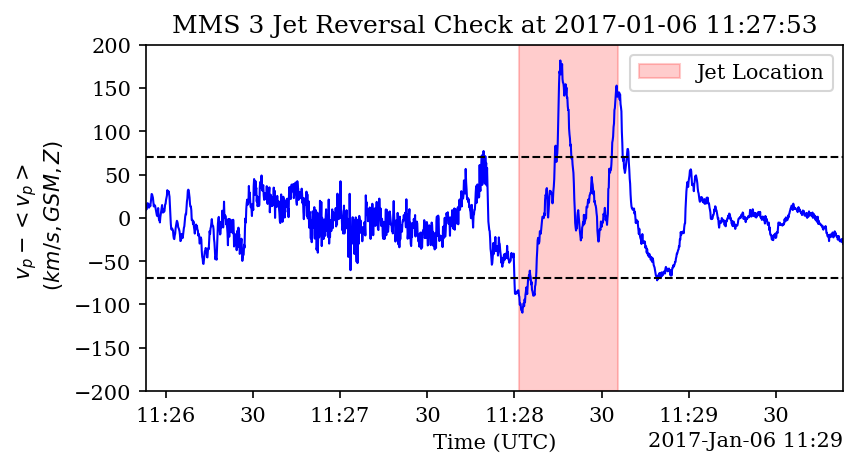 MMS 3 Jet Reversal Check at 2017-01-06 11:27:53
v_p − < v_p >
(km/s, GSM, Z)
200
150
100
50
0
−50
−100
−150
−200
Jet Location
11:26 30 11:27 30 11:28 30 11:29 30
Time (UTC)
2017-Jan-06 11:29